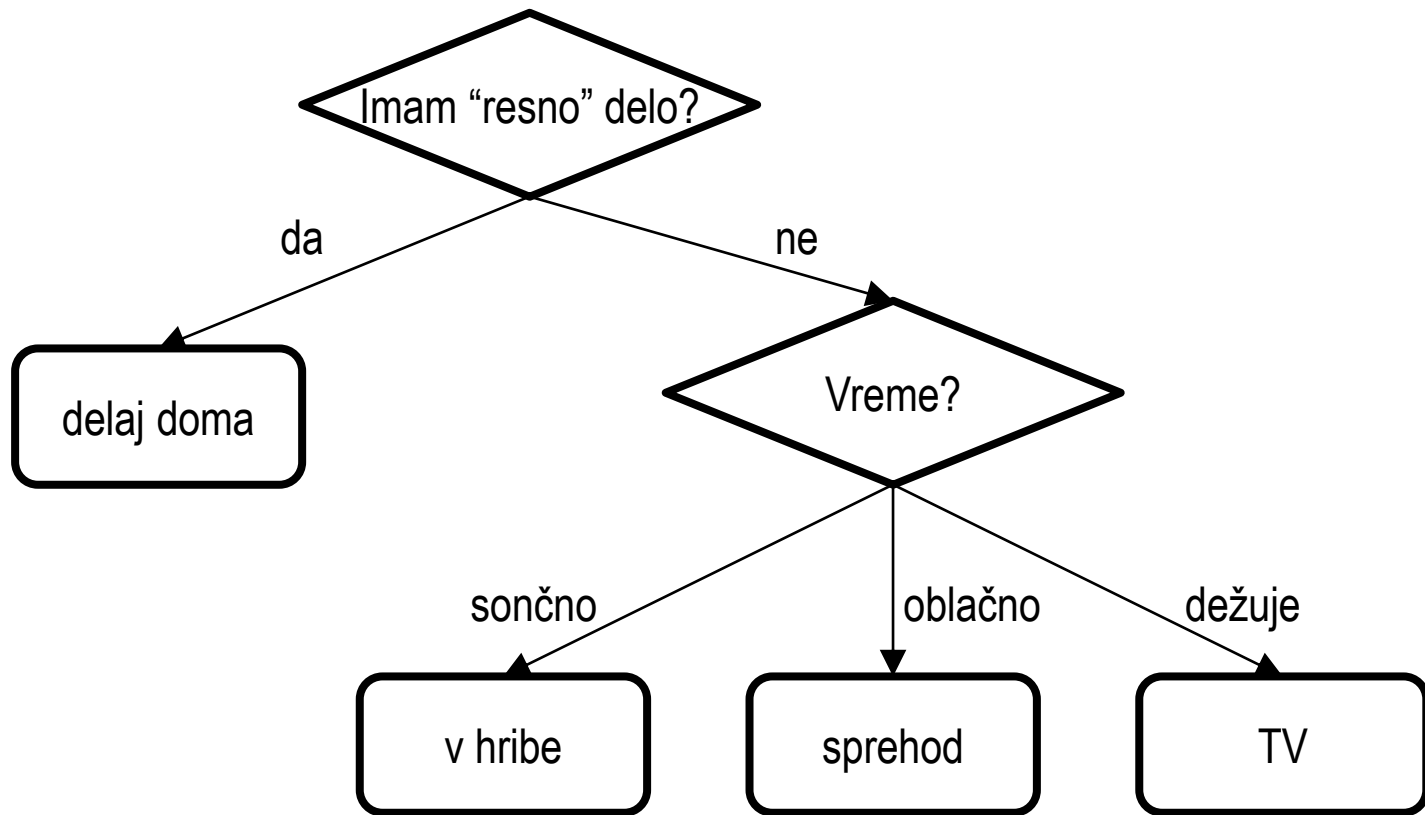 Imam “resno” delo?
da
ne
delaj doma
Vreme?
sončno
oblačno
dežuje
v hribe
sprehod
TV